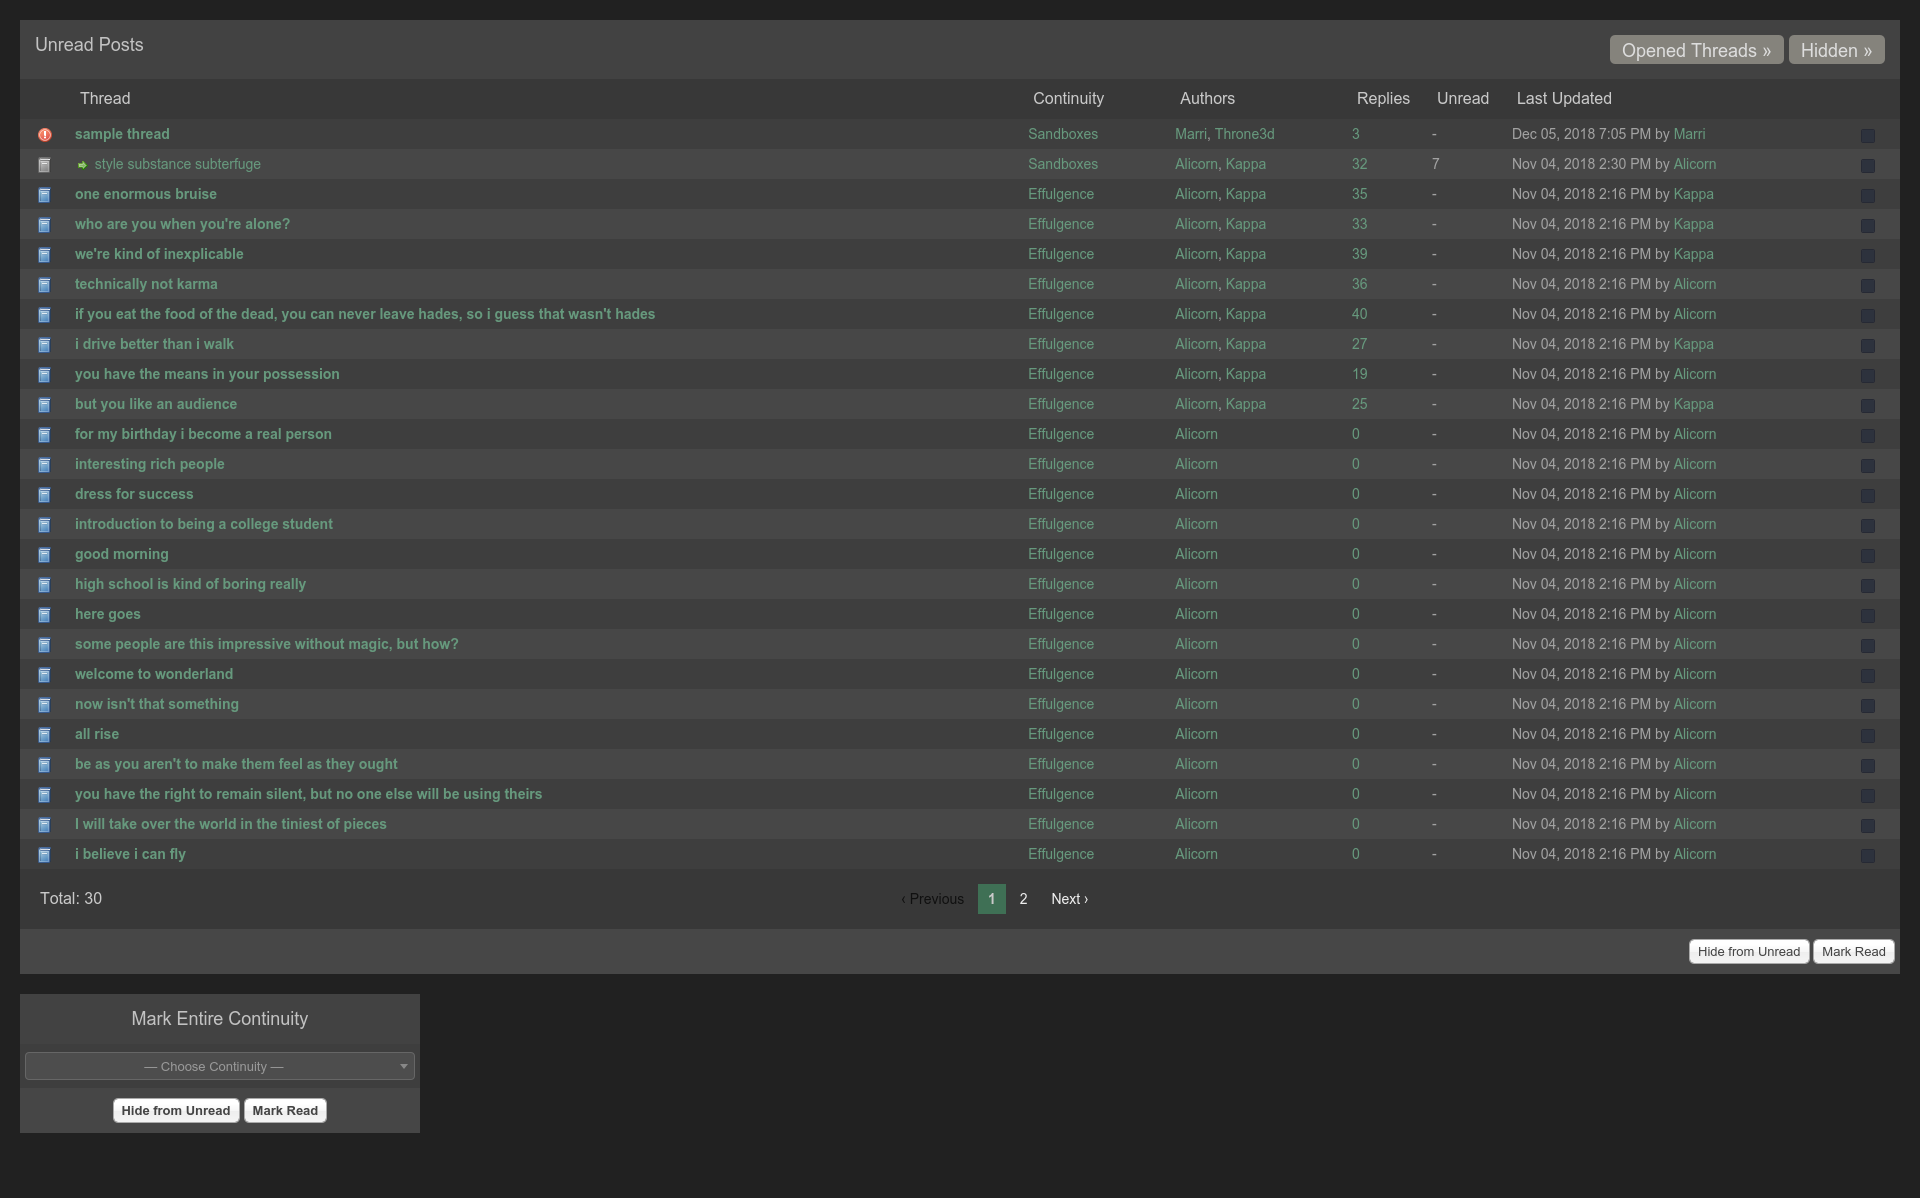 Unread Posts Opened Threads » Hidden »
Thread Continuity Authors Replies Unread Last Updated
sample thread Sandboxes Marri, Throne3d 3 - Dec 05, 2018 7:05 PM by Marri
style substance subterfuge Sandboxes Alicorn, Kappa 32 7 Nov 04, 2018 2:30 PM by Alicorn
one enormous bruise Effulgence Alicorn, Kappa 35 - Nov 04, 2018 2:16 PM by Kappa
who are you when you're alone? Effulgence Alicorn, Kappa 33 - Nov 04, 2018 2:16 PM by Kappa
we're kind of inexplicable Effulgence Alicorn, Kappa 39 - Nov 04, 2018 2:16 PM by Kappa
technically not karma Effulgence Alicorn, Kappa 36 - Nov 04, 2018 2:16 PM by Alicorn
if you eat the food of the dead, you can never leave hades, so i guess that wasn't hades Effulgence Alicorn, Kappa 40 - Nov 04, 2018 2:16 PM by Alicorn
i drive better than i walk Effulgence Alicorn, Kappa 27 - Nov 04, 2018 2:16 PM by Kappa
you have the means in your possession Effulgence Alicorn, Kappa 19 - Nov 04, 2018 2:16 PM by Alicorn
but you like an audience Effulgence Alicorn, Kappa 25 - Nov 04, 2018 2:16 PM by Kappa
for my birthday i become a real person Effulgence Alicorn 0 - Nov 04, 2018 2:16 PM by Alicorn
interesting rich people Effulgence Alicorn 0 - Nov 04, 2018 2:16 PM by Alicorn
dress for success Effulgence Alicorn 0 - Nov 04, 2018 2:16 PM by Alicorn
introduction to being a college student Effulgence Alicorn 0 - Nov 04, 2018 2:16 PM by Alicorn
good morning Effulgence Alicorn 0 - Nov 04, 2018 2:16 PM by Alicorn
high school is kind of boring really Effulgence Alicorn 0 - Nov 04, 2018 2:16 PM by Alicorn
here goes Effulgence Alicorn 0 - Nov 04, 2018 2:16 PM by Alicorn
some people are this impressive without magic, but how? Effulgence Alicorn 0 - Nov 04, 2018 2:16 PM by Alicorn
welcome to wonderland Effulgence Alicorn 0 - Nov 04, 2018 2:16 PM by Alicorn
now isn't that something Effulgence Alicorn 0 - Nov 04, 2018 2:16 PM by Alicorn
all rise Effulgence Alicorn 0 - Nov 04, 2018 2:16 PM by Alicorn
be as you aren't to make them feel as they ought Effulgence Alicorn 0 - Nov 04, 2018 2:16 PM by Alicorn
you have the right to remain silent, but no one else will be using theirs Effulgence Alicorn 0 - Nov 04, 2018 2:16 PM by Alicorn
I will take over the world in the tiniest of pieces Effulgence Alicorn 0 - Nov 04, 2018 2:16 PM by Alicorn
i believe i can fly Effulgence Alicorn 0 - Nov 04, 2018 2:16 PM by Alicorn
Total: 30 ‹ Previous 1 2 Next ›
Hide from Unread Mark Read
Mark Entire Continuity
— Choose Continuity —
Hide from Unread Mark Read